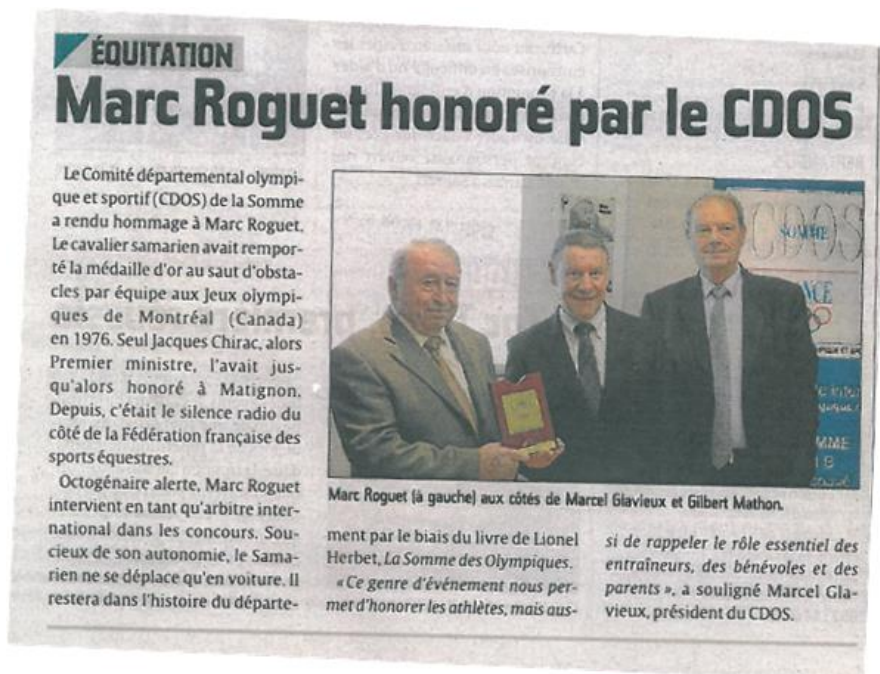 ÉQUITATION
Marc Roguet honoré par le CDOS
Le Comité départemental olympi-
que et sportif (CDOS) de la Somme
a rendu hommage à Marc Roguet.
Le cavalier samarien avait rempor-
té la médaille d'or au saut d'obsta-
cles par équipe aux Jeux olympi-
ques de Montréal (Canada)
en 1976. Seul Jacques Chirac, alors
Premier ministre, l'avait jus-
qu'alors honoré à Matignon.
Depuis, c'était le silence radio du
côté de la Fédération française des
sports équestres.
Octogénaire alerte, Marc Roguet
intervient en tant qu'arbitre inter-
national dans les concours. Sou-
cieux de son autonomie, le Sama-
rien ne se déplace qu'en voiture. Il
restera dans l'histoire du départe-
CDOS
SOMME
Marc Roguet (à gauche) aux côtés de Marcel Glavieux et Gilbert Mathon.
ment par le biais du livre de Lionel
Herbet, La Somme des Olympiques.
« Ce genre d'événement nous per-
met d'honorer les athlètes, mais aus-
si de rappeler le rôle essentiel des
entraîneurs, des bénévoles et des
parents », a souligné Marcel Gla-
vieux, président du CDOS.